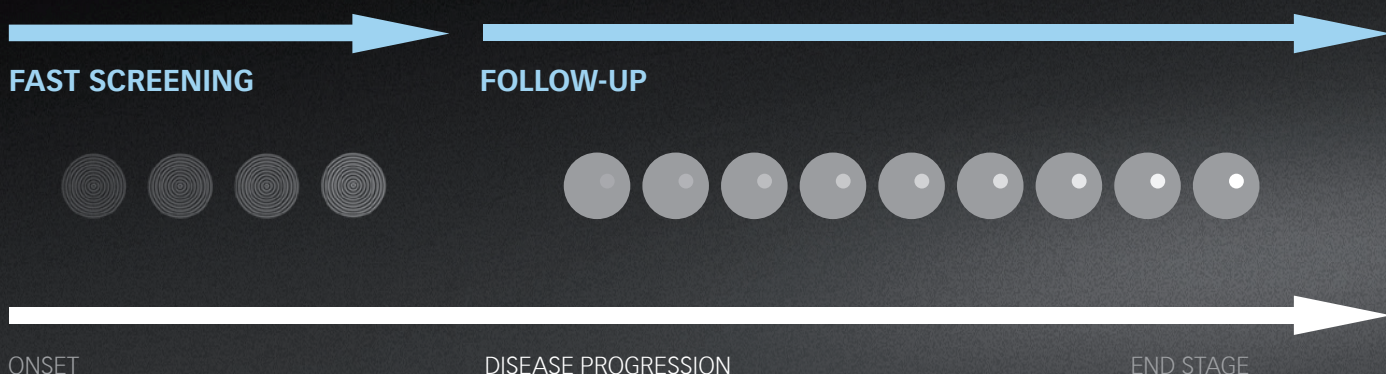 FAST SCREENING
FOLLOW-UP
ONSET
DISEASE PROGRESSION
END STAGE